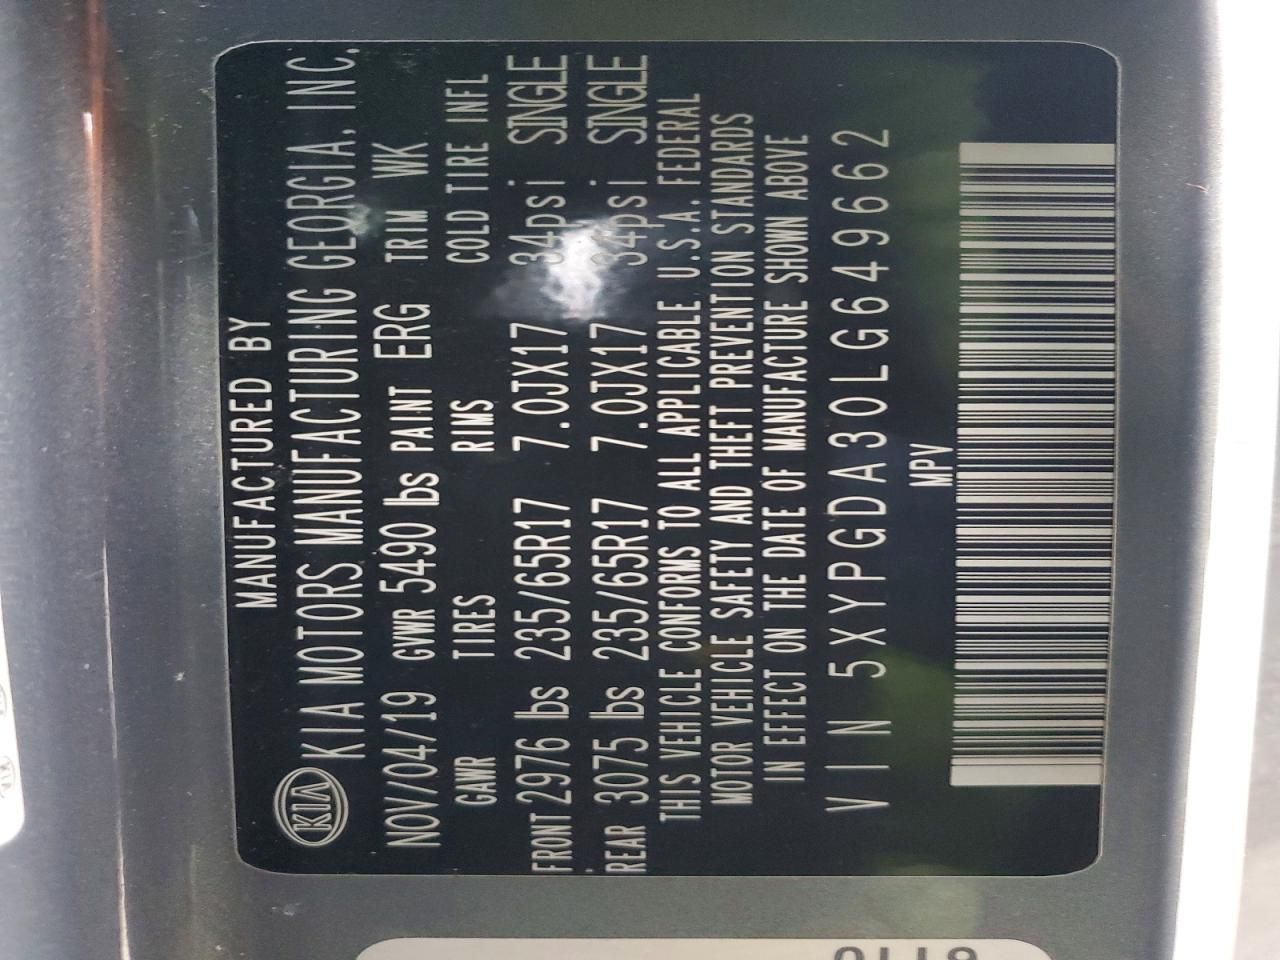 MANUFACTURED BY
KIA KIA MOTORS MANUFACTURING GEORGIA, INC.
NOV/04/19 GVWR 5490 lbs PAINT ERG TRIM WK
GAWR TIRES RIMS COLD TIRE INFL
FRONT 2976 lbs 235/65R17 7.0JX17 34psi SINGLE
REAR 3075 lbs 235/65R17 7.0JX17 34psi SINGLE
THIS VEHICLE CONFORMS TO ALL APPLICABLE U.S.A. FEDERAL
MOTOR VEHICLE SAFETY AND THEFT PREVENTION STANDARDS
IN EFFECT ON THE DATE OF MANUFACTURE SHOWN ABOVE
VIN 5XYPGDA30LG649662
MPV